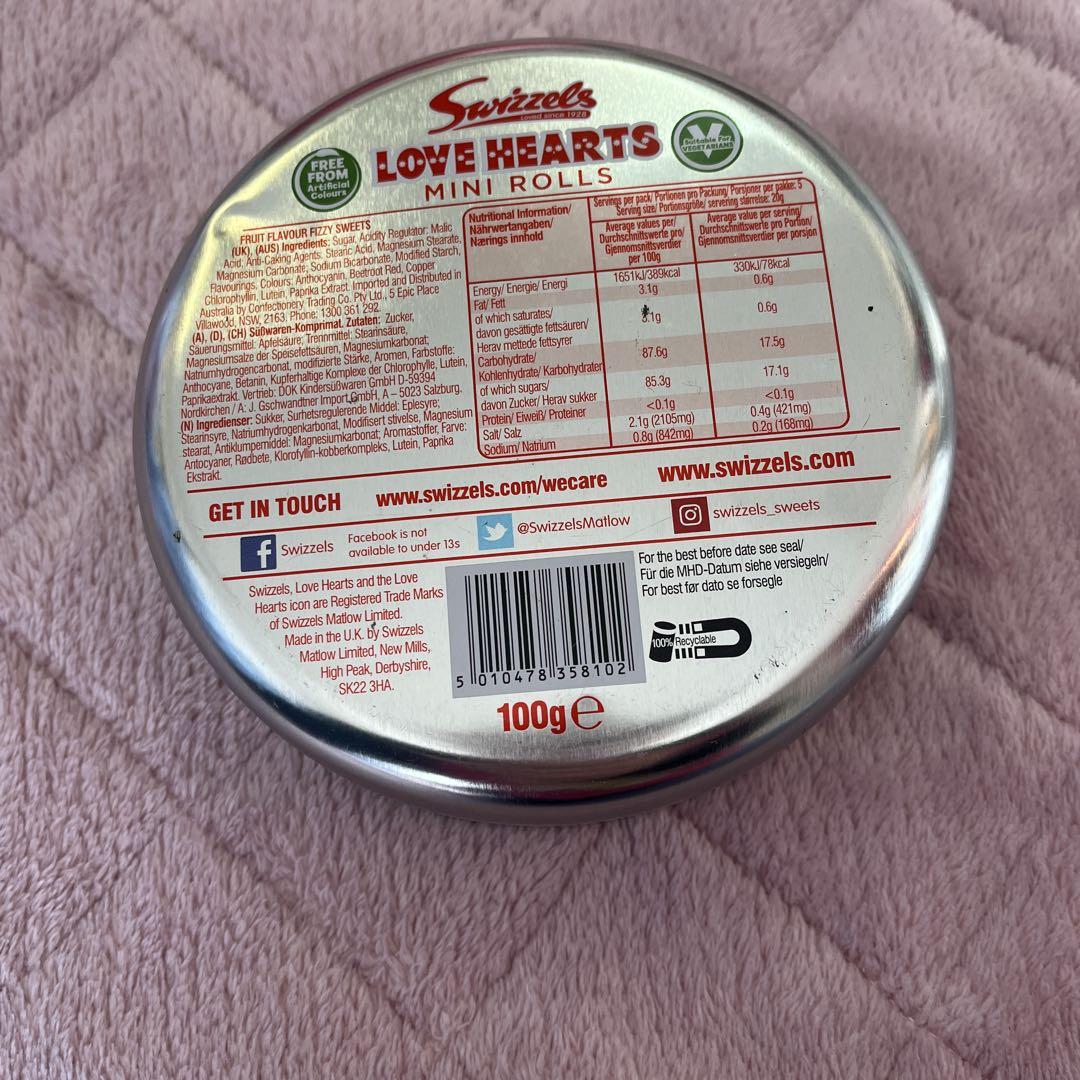 Swizzels
Loved since 1928
LOVE HEARTS
MINI ROLLS
FREE
FROM
Artificial
Colours
V
Suitable For
VEGETARIANS
FRUIT FLAVOUR FIZZY SWEETS
(UK), (AUS) Ingredients: Sugar, Acidity Regulator: Malic
Acid; Anti-Caking Agents: Stearic Acid, Magnesium Stearate,
Magnesium Carbonate; Sodium Bicarbonate, Modified Starch,
Flavourings, Colours: Anthocyanin, Beetroot Red, Copper
Chlorophyllin, Lutein, Paprika Extract. Imported and Distributed in
Australia by Confectionery Trading Co. Pty Ltd., 5 Epic Place
Villawood, NSW, 2163. Phone: 1300 361 292.
(A), (D), (CH) Süßwaren-Komprimat. Zutaten: Zucker,
Säuerungsmittel: Apfelsäure; Trennmittel: Stearinsäure,
Magnesiumsalze der Speisefettsäuren, Magnesiumkarbonat;
Natriumhydrogencarbonat, modifizierte Stärke, Aromen, Farbstoffe:
Anthocyane, Betanin, Kupferhaltige Komplexe der Chlorophylle, Lutein,
Paprikaextrakt. Vertrieb: DOK Kindersüßwaren GmbH D-59394
Nordkirchen / A: J. Gschwandtner Import GmbH, A – 5023 Salzburg.
(N) Ingredienser: Sukker, Surhetsregulerende Middel: Eplesyre;
Stearinsyre, Natriumhydrogenkarbonat, Modifisert stivelse, Magnesium
stearat, Antiklumpemiddel: Magnesiumkarbonat; Aromastoffer, Farve:
Antocyaner, Rødbete, Klorofyllin-kobberkompleks, Lutein, Paprika
Ekstrakt.
Nutritional Information/
Nährwertangaben/
Nærings innhold
Servings per pack/ Portionen pro Packung/ Porsjoner per pakke: 5
Serving size/ Portionsgröße/ servering størrelse: 20g
Average values per/
Durchschnittswerte pro/
Gjennomsnittsverdier
per 100g
Average value per serving/
Durchschnittswerte pro Portion/
Gjennomsnittsverdier per porsjon
Energy/ Energie/ Energi 1651kJ/389kcal 330kJ/78kcal
Fat/ Fett 3.1g 0.6g
of which saturates/
davon gesättigte fettsäuren/
Herav mettede fettsyrer 3.1g 0.6g
Carbohydrate/
Kohlenhydrate/ Karbohydrater 87.6g 17.5g
of which sugars/
davon Zucker/ Herav sukker 85.3g 17.1g
Protein/ Eiweiß/ Proteiner <0.1g <0.1g
Salt/ Salz 2.1g (2105mg) 0.4g (421mg)
Sodium/ Natrium 0.8g (842mg) 0.2g (168mg)
GET IN TOUCH www.swizzels.com/wecare www.swizzels.com
f Swizzels
Facebook is not
available to under 13s
@SwizzelsMatlow
swizzels_sweets
Swizzels, Love Hearts and the Love
Hearts icon are Registered Trade Marks
of Swizzels Matlow Limited.
Made in the U.K. by Swizzels
Matlow Limited, New Mills,
High Peak, Derbyshire,
SK22 3HA.
5 010478 358102
For the best before date see seal/
Für die MHD-Datum siehe versiegeln/
For best før dato se forsegle
100% Recyclable
100g e